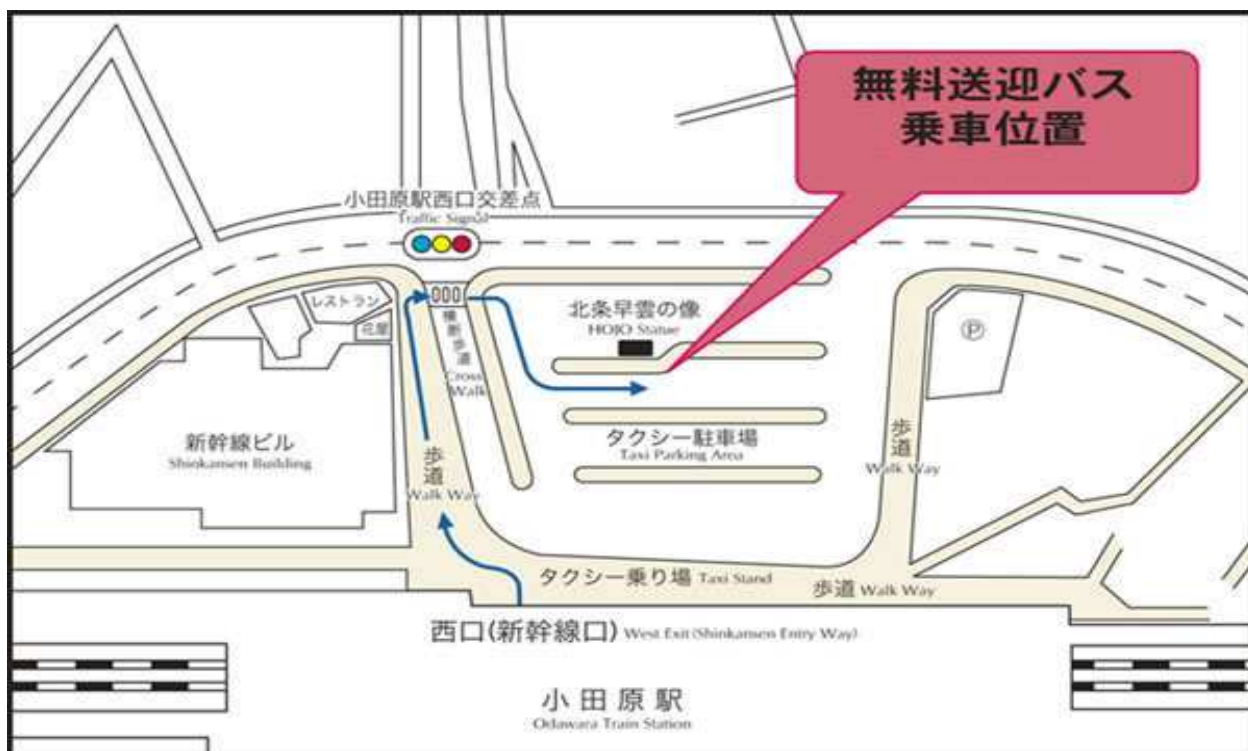 無料送迎バス
乗車位置
小田原駅西口交差点
Traffic Signal
レストラン
花屋
横断歩道
Cross
Walk
北条早雲の像
HOJO Statue
Ⓟ
新幹線ビル
Shinkansen Building
歩道
Walk Way
タクシー駐車場
Taxi Parking Area
歩道
Walk Way
タクシー乗り場 Taxi Stand
歩道 Walk Way
西口(新幹線口) West Exit (Shinkansen Entry Way)
小田原駅
Odawara Train Station